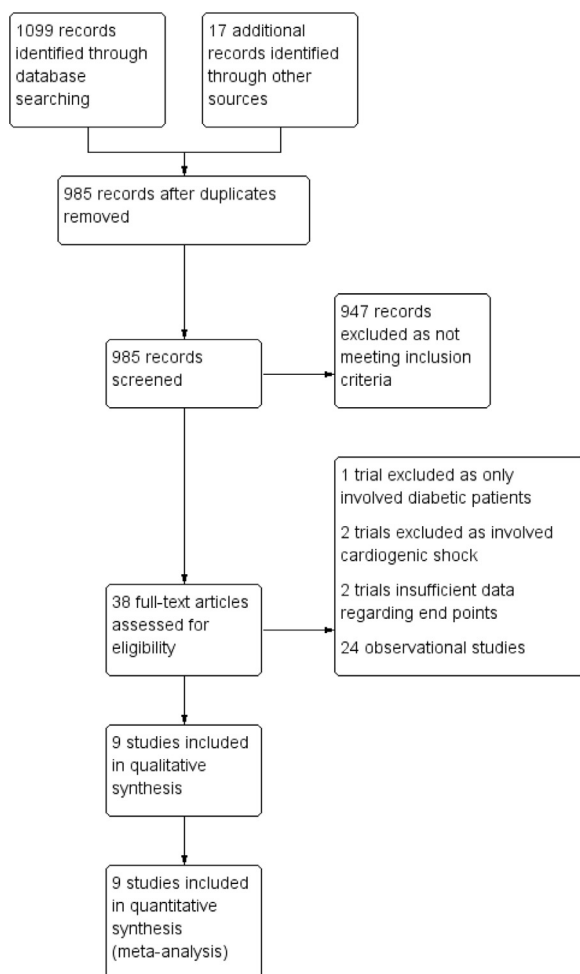 1099 records
identified through
database
searching
17 additional
records identified
through other
sources
985 records after duplicates
removed
985 records
screened
947 records
excluded as not
meeting inclusion
criteria
38 full-text articles
assessed for
eligibility
1 trial excluded as only
involved diabetic patients
2 trials excluded as involved
cardiogenic shock
2 trials insufficient data
regarding end points
24 observational studies
9 studies included
in qualitative
synthesis
9 studies included
in quantitative
synthesis
(meta-analysis)